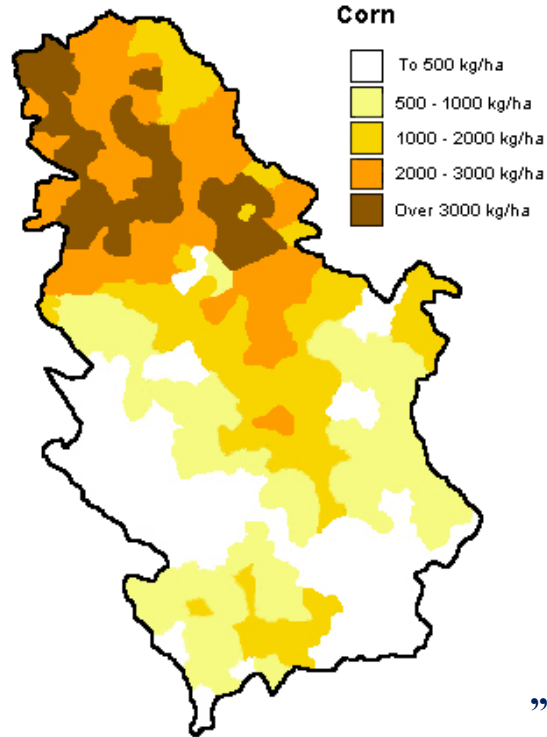 Corn
To 500 kg/ha
500 - 1000 kg/ha
1000 - 2000 kg/ha
2000 - 3000 kg/ha
Over 3000 kg/ha
”